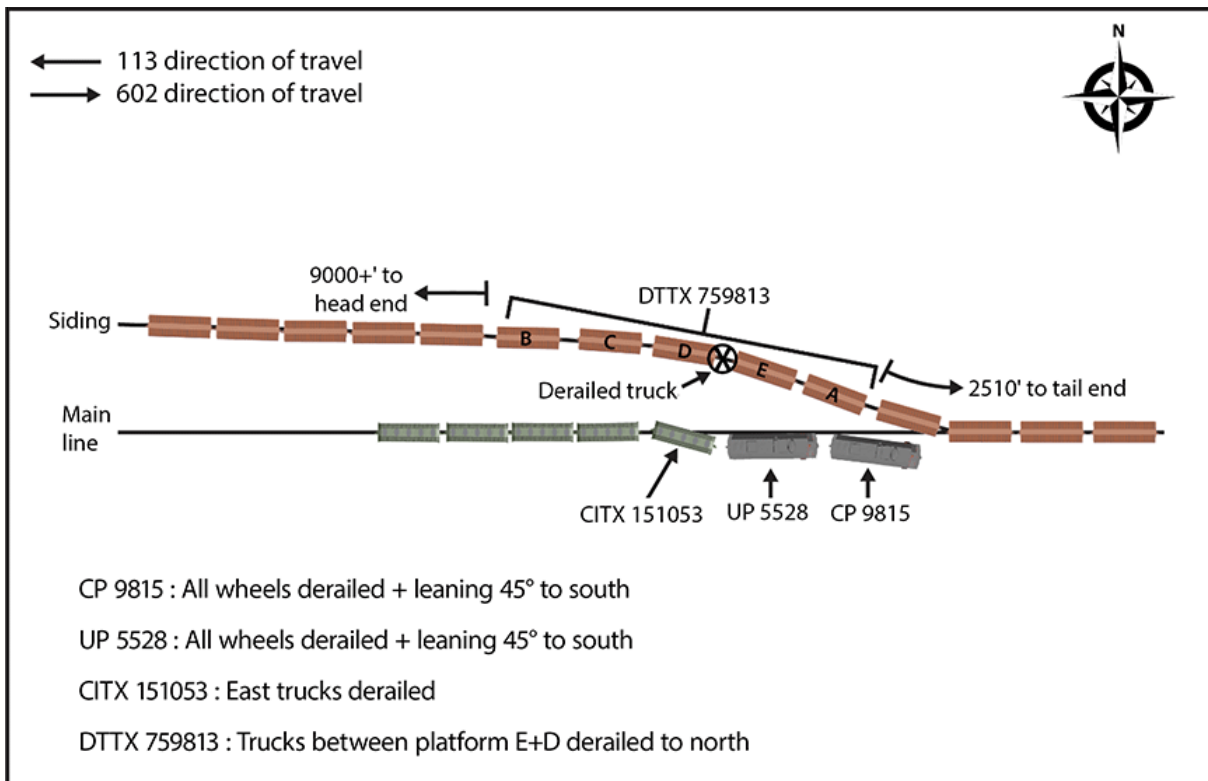 113 direction of travel
602 direction of travel
N
9000+' to
head end
DTTX 759813
Siding
B
C
D
E
A
Derailed truck
2510' to tail end
Main
line
CITX 151053
UP 5528
CP 9815
CP 9815 : All wheels derailed + leaning 45° to south
UP 5528 : All wheels derailed + leaning 45° to south
CITX 151053 : East trucks derailed
DTTX 759813 : Trucks between platform E+D derailed to north